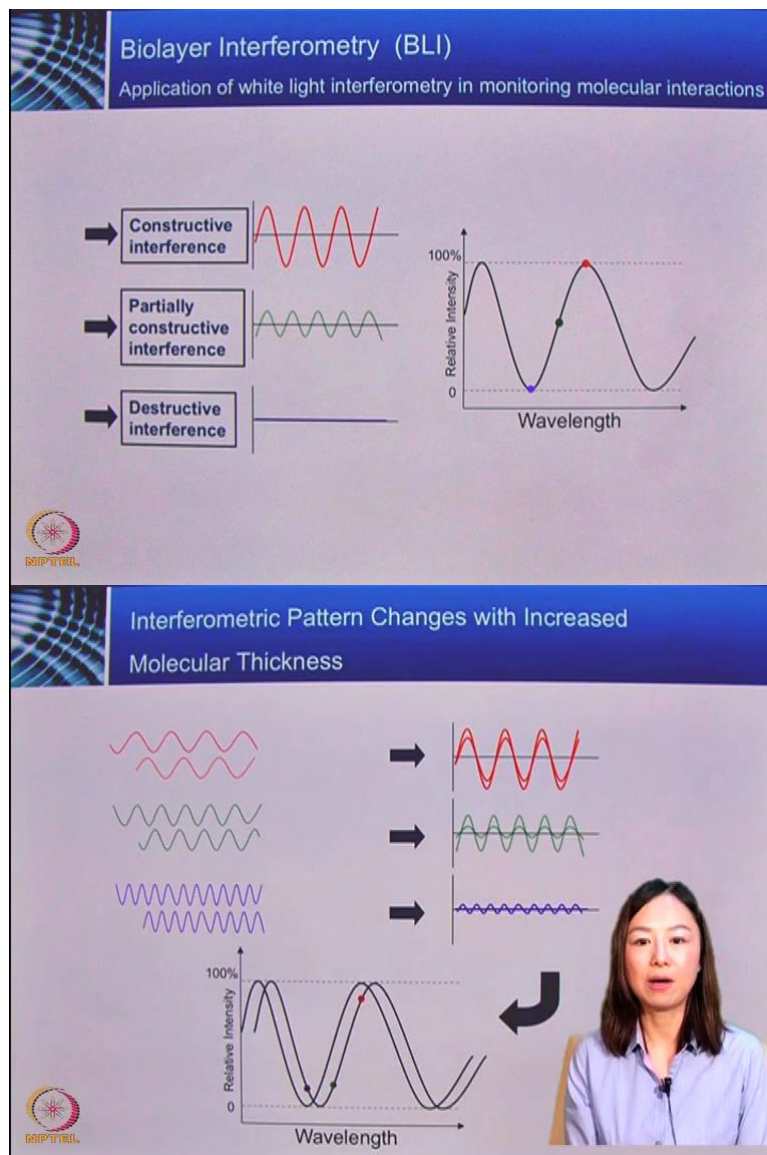 Biolayer Interferometry (BLI)
Application of white light interferometry in monitoring molecular interactions
Constructive
interference
Partially
constructive
interference
Destructive
interference
100%
Relative Intensity
0
Wavelength
NPTEL
Interferometric Pattern Changes with Increased
Molecular Thickness
100%
Relative Intensity
0
Wavelength
NPTEL